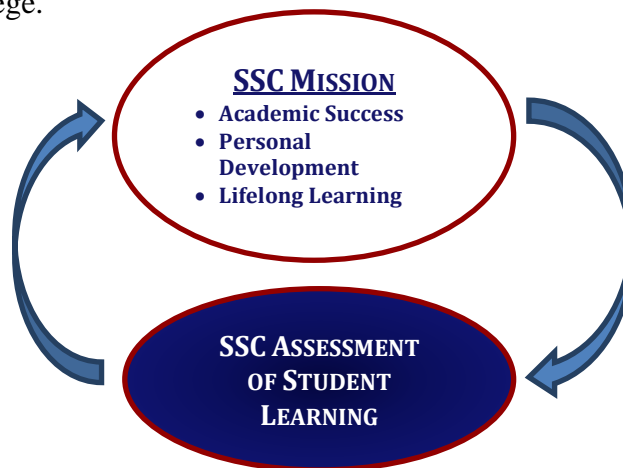 ege.
SSC MISSION
• Academic Success
• Personal
Development
• Lifelong Learning
SSC ASSESSMENT
OF STUDENT
LEARNING